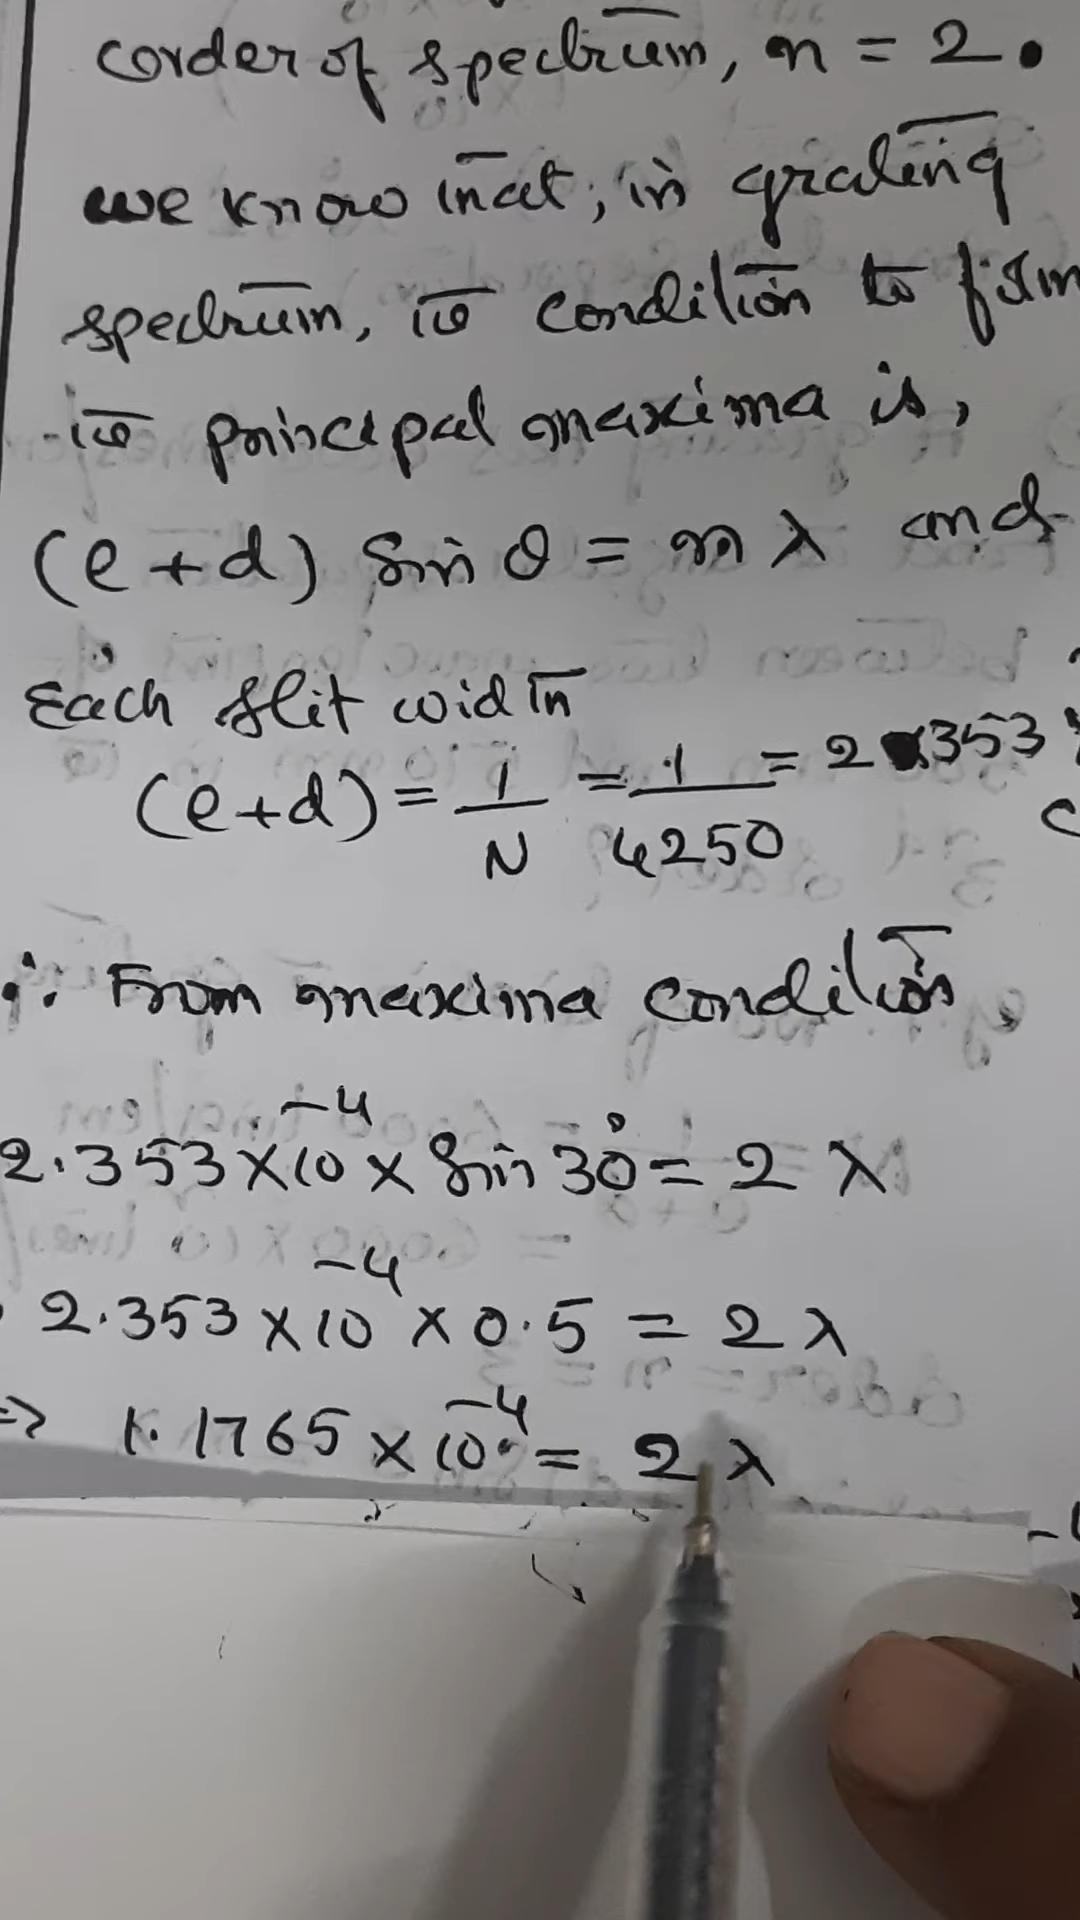 order of spectrum, n = 2.
we know that, in grating
spectrum, the condition to form
the principal maxima is,
(e+d) sin θ = n λ and
Each slit width
(e+d) = 1/N = 1/4250 = 2.353
∴ From maxima condition,
2.353 × 10⁻⁴ × sin 30° = 2 λ
2.353 × 10⁻⁴ × 0.5 = 2λ
⇒ 1.1765 × 10⁻⁴ = 2λ